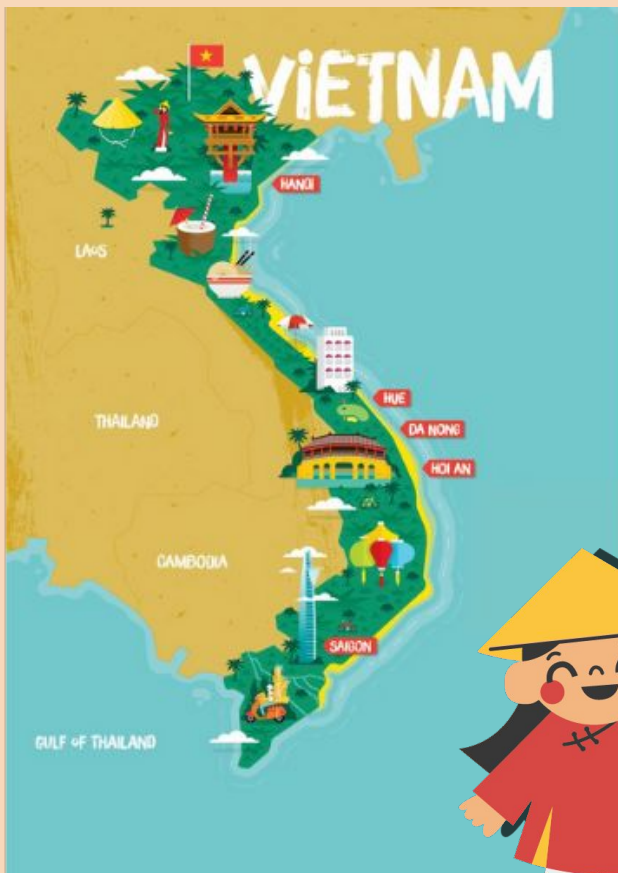 VIETNAM
HANOI
LAOS
HUE
THAILAND
DA NONG
HOI AN
CAMBODIA
SAIGON
GULF OF THAILAND